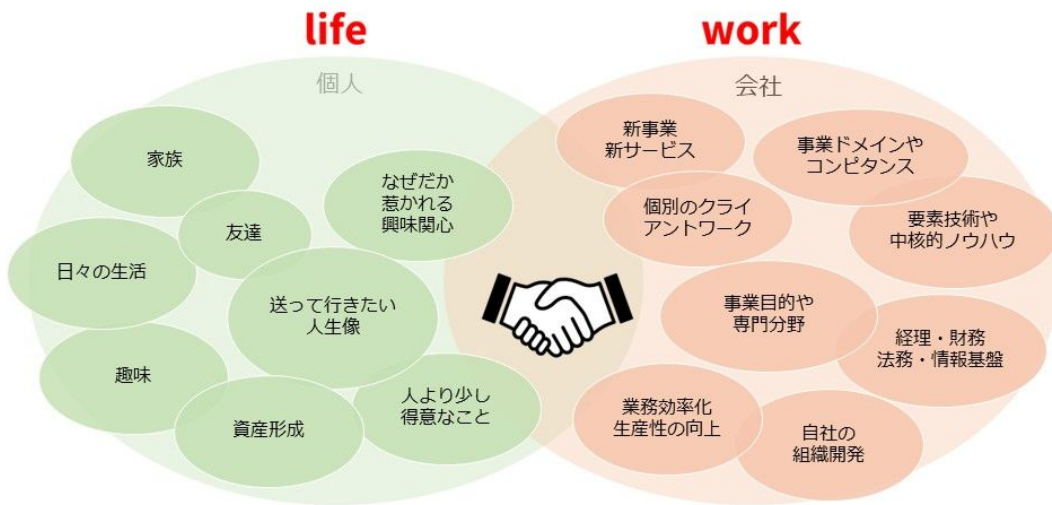 life
work
個人
会社
家族
なぜだか
惹かれる
興味関心
友達
日々の生活
送って行きたい
人生像
趣味
人より少し
得意なこと
資産形成
新事業
新サービス
事業ドメインや
コンピタンス
個別のクライ
アントワーク
要素技術や
中核的ノウハウ
事業目的や
専門分野
経理・財務
法務・情報基盤
業務効率化
生産性の向上
自社の
組織開発